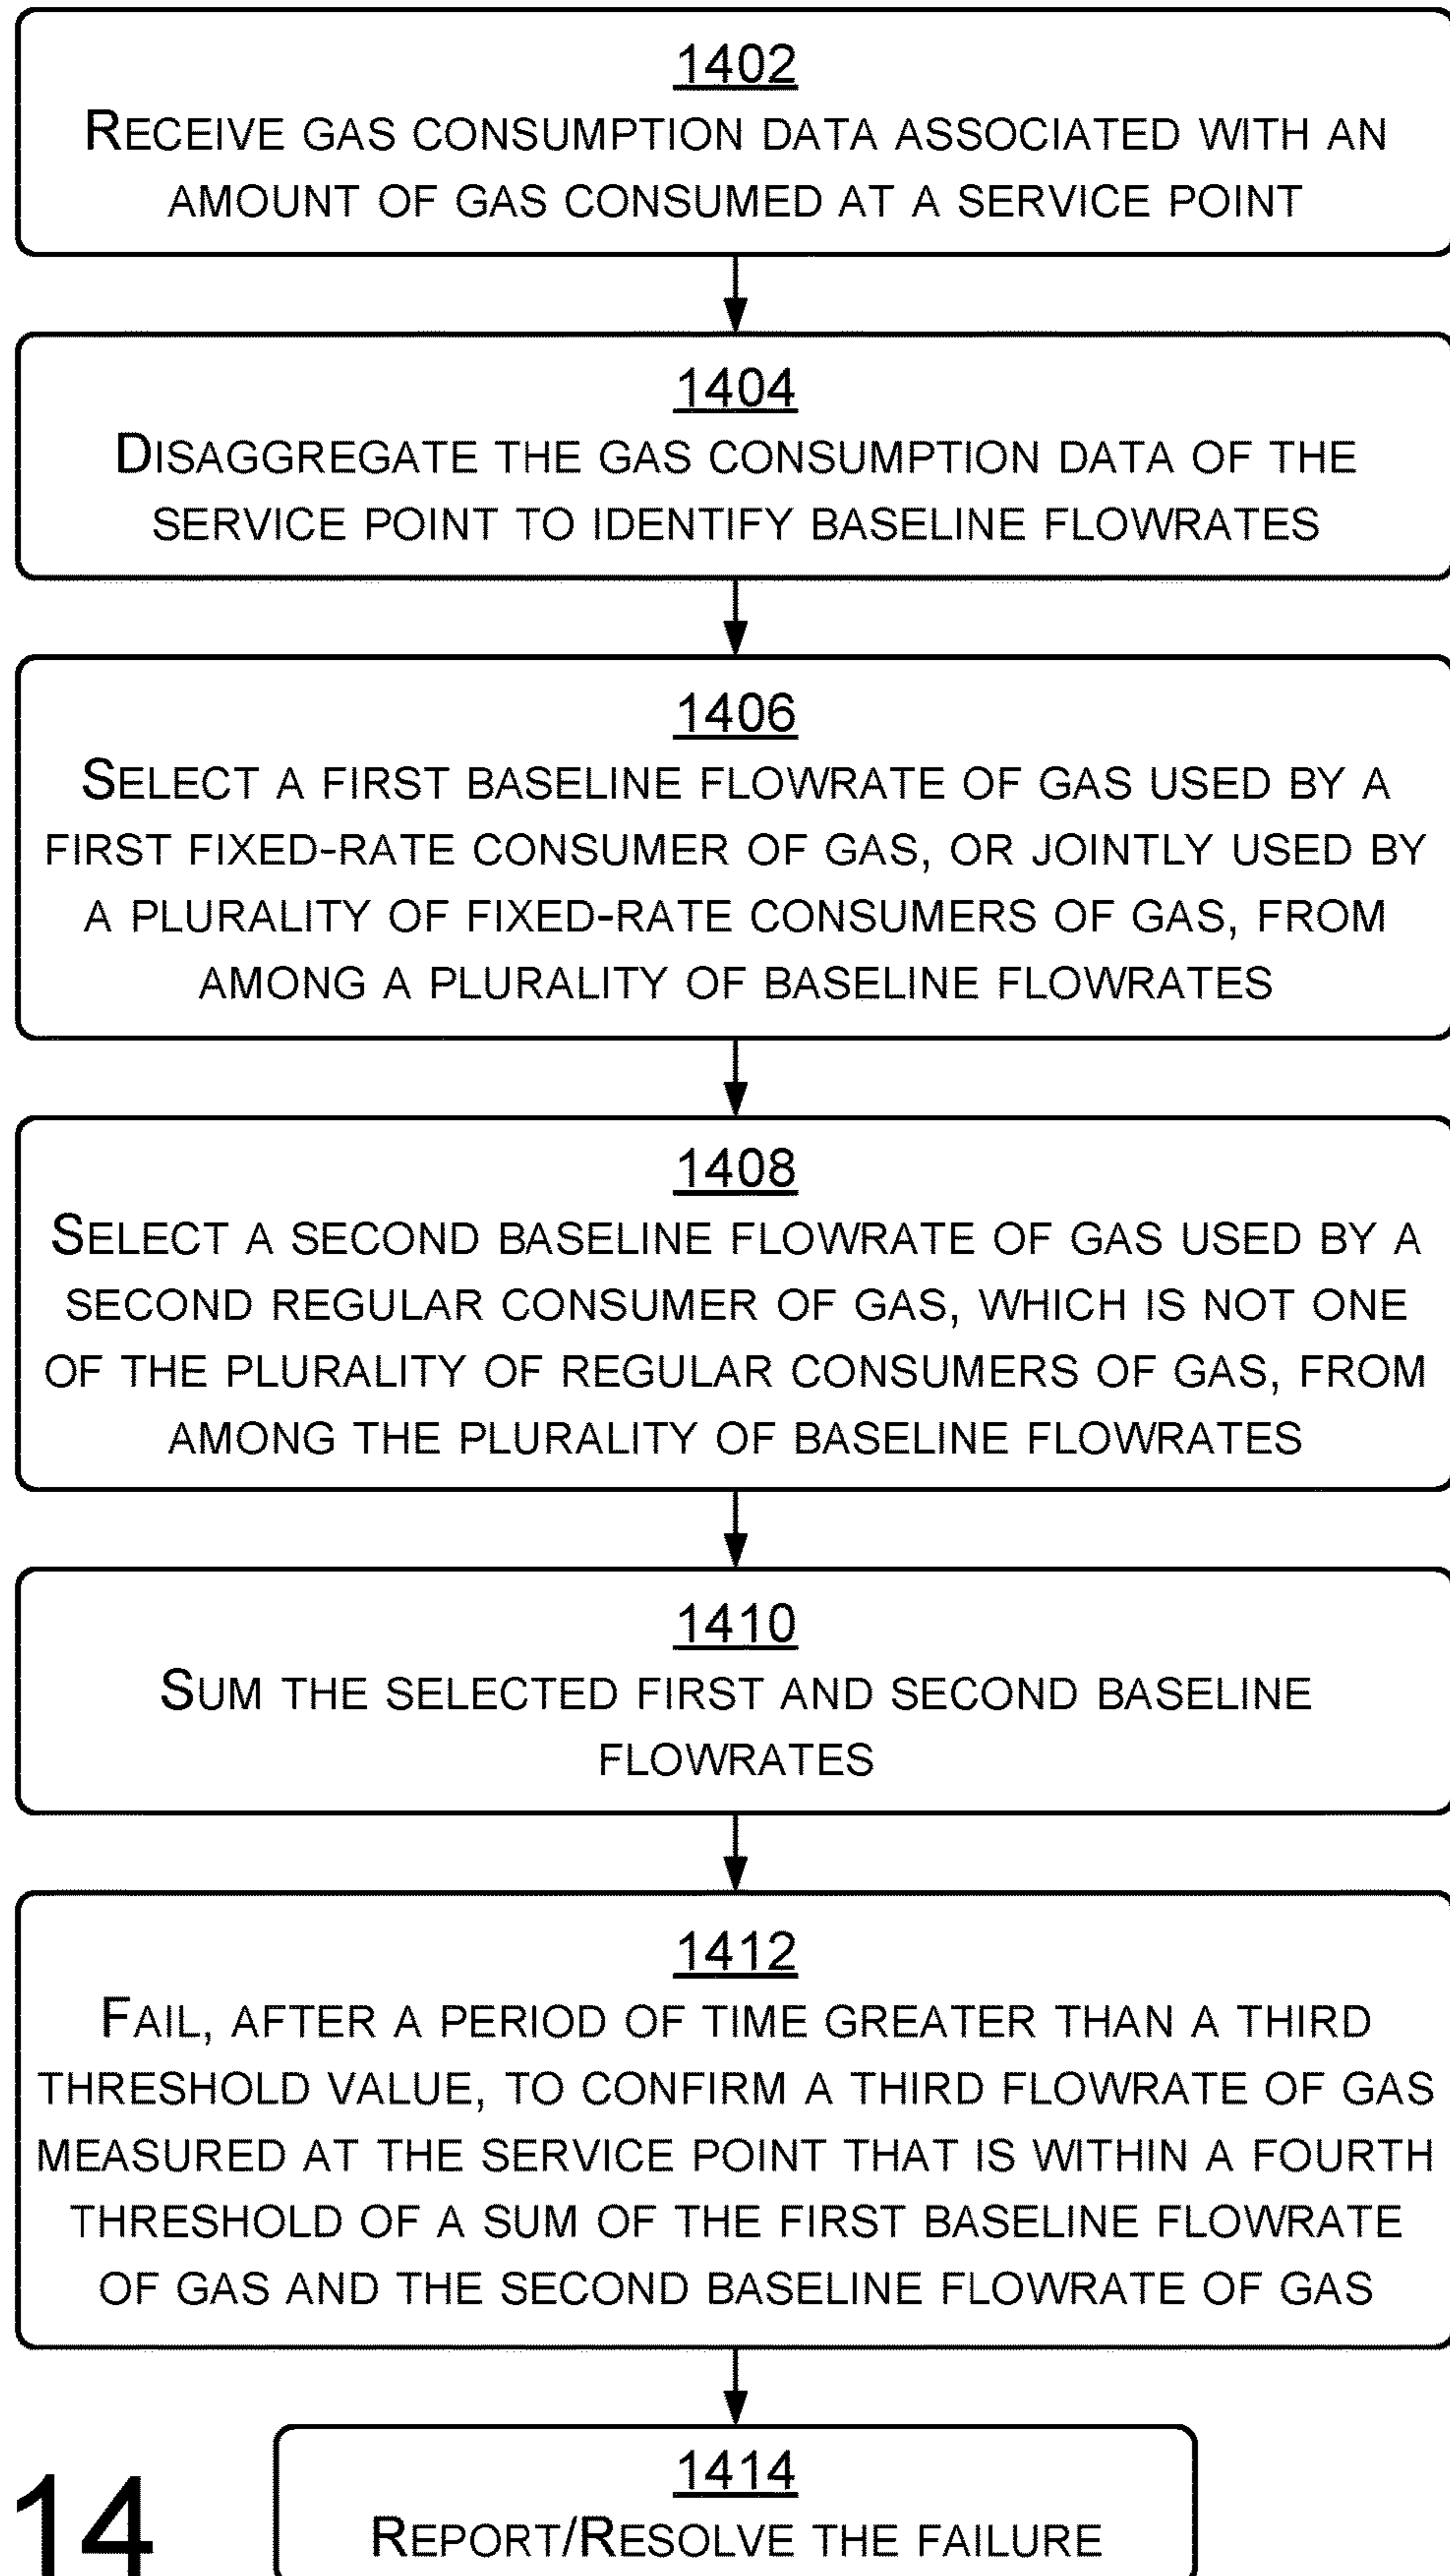 1402
RECEIVE GAS CONSUMPTION DATA ASSOCIATED WITH AN
AMOUNT OF GAS CONSUMED AT A SERVICE POINT
1404
DISAGGREGATE THE GAS CONSUMPTION DATA OF THE
SERVICE POINT TO IDENTIFY BASELINE FLOWRATES
1406
SELECT A FIRST BASELINE FLOWRATE OF GAS USED BY A
FIRST FIXED-RATE CONSUMER OF GAS, OR JOINTLY USED BY
A PLURALITY OF FIXED-RATE CONSUMERS OF GAS, FROM
AMONG A PLURALITY OF BASELINE FLOWRATES
1408
SELECT A SECOND BASELINE FLOWRATE OF GAS USED BY A
SECOND REGULAR CONSUMER OF GAS, WHICH IS NOT ONE
OF THE PLURALITY OF REGULAR CONSUMERS OF GAS, FROM
AMONG THE PLURALITY OF BASELINE FLOWRATES
1410
SUM THE SELECTED FIRST AND SECOND BASELINE
FLOWRATES
1412
FAIL, AFTER A PERIOD OF TIME GREATER THAN A THIRD
THRESHOLD VALUE, TO CONFIRM A THIRD FLOWRATE OF GAS
MEASURED AT THE SERVICE POINT THAT IS WITHIN A FOURTH
THRESHOLD OF A SUM OF THE FIRST BASELINE FLOWRATE
OF GAS AND THE SECOND BASELINE FLOWRATE OF GAS
1414
REPORT/RESOLVE THE FAILURE
14